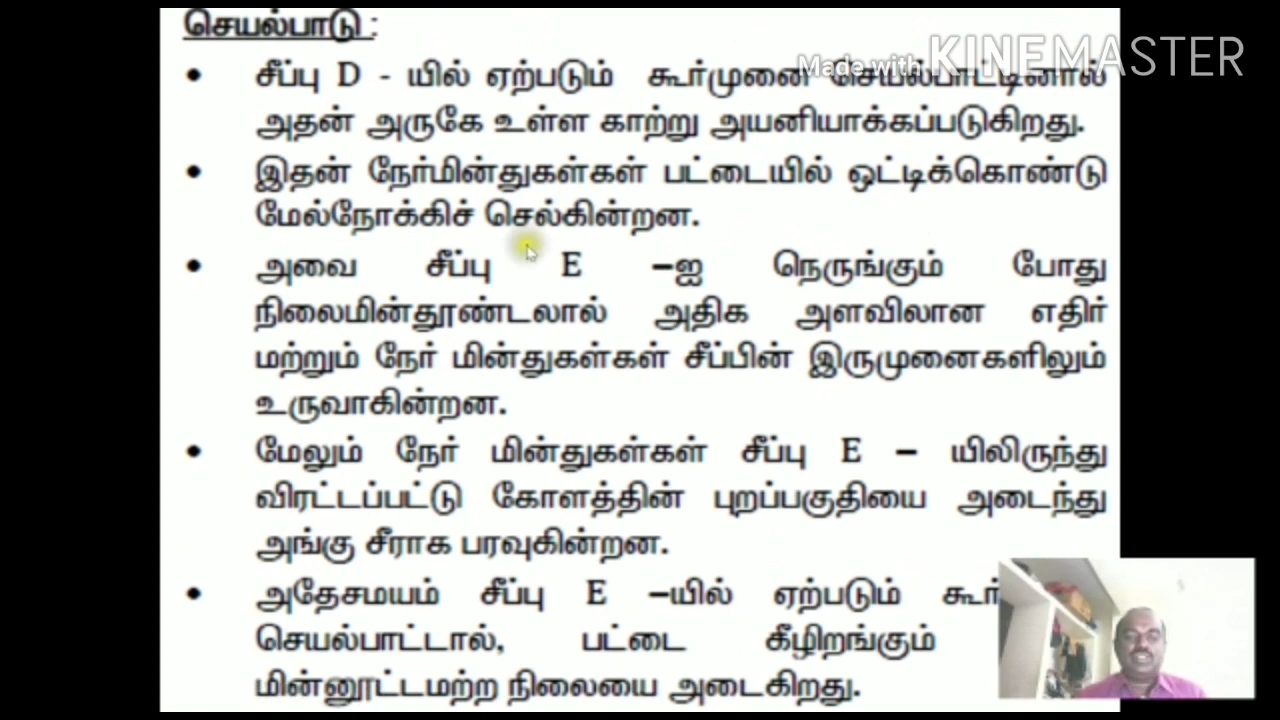 செயல்பாடு :
Made with KINEMASTER
• சீப்பு D - யில் ஏற்படும் கூர்முனை செயல்பாட்டினால்
அதன் அருகே உள்ள காற்று அயனியாக்கப்படுகிறது.
• இதன் நேர்மின்துகள்கள் பட்டையில் ஒட்டிக்கொண்டு
மேல்நோக்கிச் செல்கின்றன.
• அவை சீப்பு E –ஐ நெருங்கும் போது
நிலைமின்தூண்டலால் அதிக அளவிலான எதிர்
மற்றும் நேர் மின்துகள்கள் சீப்பின் இருமுனைகளிலும்
உருவாகின்றன.
• மேலும் நேர் மின்துகள்கள் சீப்பு E – யிலிருந்து
விரட்டப்பட்டு கோளத்தின் புறப்பகுதியை அடைந்து
அங்கு சீராக பரவுகின்றன.
• அதேசமயம் சீப்பு E –யில் ஏற்படும் கூர்
செயல்பாட்டால், பட்டை கீழிறங்கும்
மின்னூட்டமற்ற நிலையை அடைகிறது.